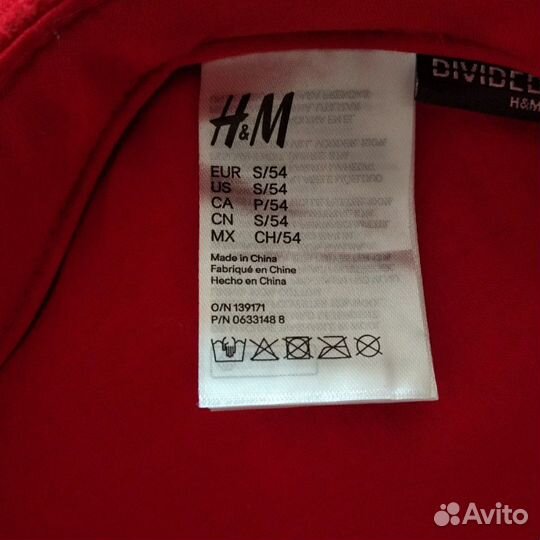 H&M
DIVIDED
H&M
EUR S/54
US S/54
CA P/54
CN S/54
MX CH/54
Made in China
Fabriqué en Chine
Hecho en China
O/N 139171
P/N 0633148 8
Avito